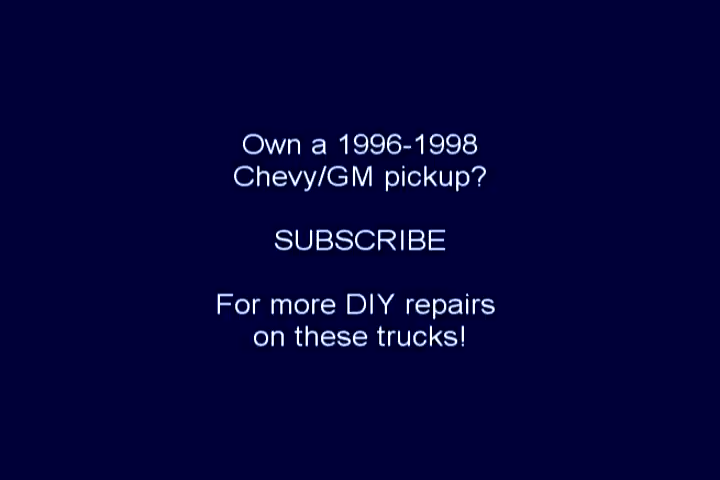 Own a 1996-1998
Chevy/GM pickup?
SUBSCRIBE
For more DIY repairs
on these trucks!